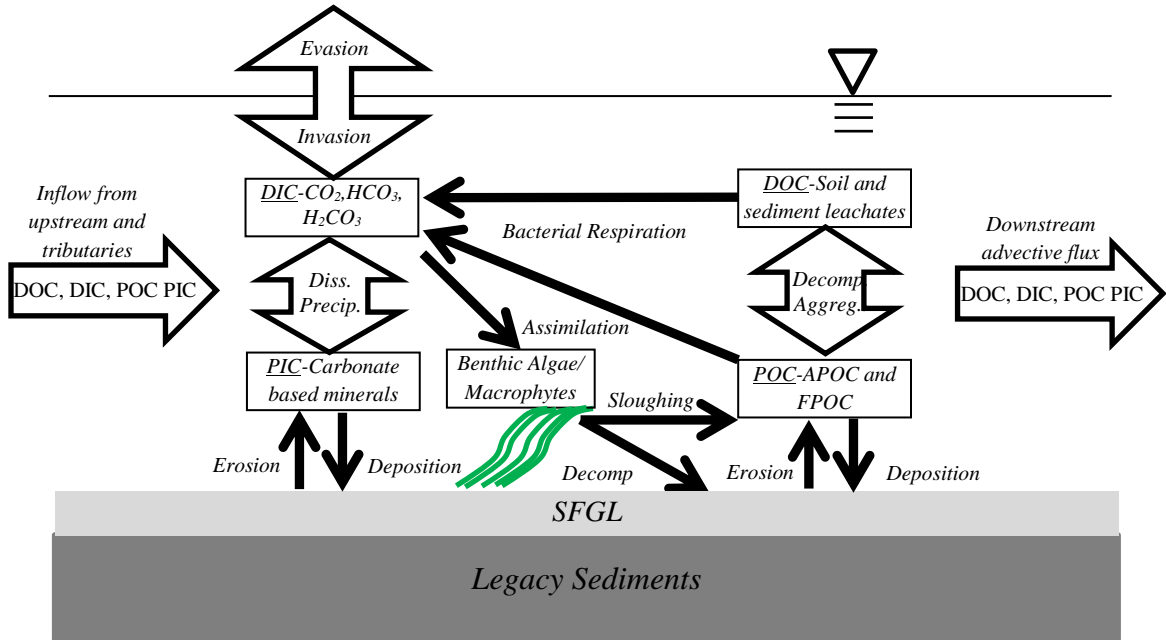 Evasion
Invasion
Inflow from
upstream and
tributaries
DOC, DIC, POC PIC
DIC-CO₂,HCO₃,
H₂CO₃
Diss.
Precip.
PIC-Carbonate
based minerals
Erosion
Deposition
Bacterial Respiration
Assimilation
Benthic Algae/
Macrophytes
Sloughing
Decomp
DOC-Soil and
sediment leachates
Decomp
Aggreg.
POC-APOC and
FPOC
Erosion
Deposition
Downstream
advective flux
DOC, DIC, POC PIC
SFGL
Legacy Sediments